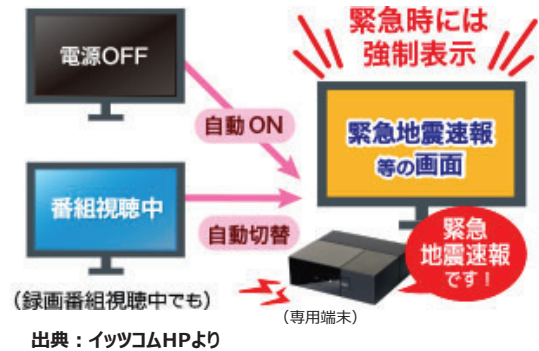 緊急時には
強制表示
電源OFF
自動ON
緊急地震速報
等の画面
番組視聴中
自動切替
緊急
地震速報
です!
(録画番組視聴中でも)
(専用端末)
出典:イッツコムHPより